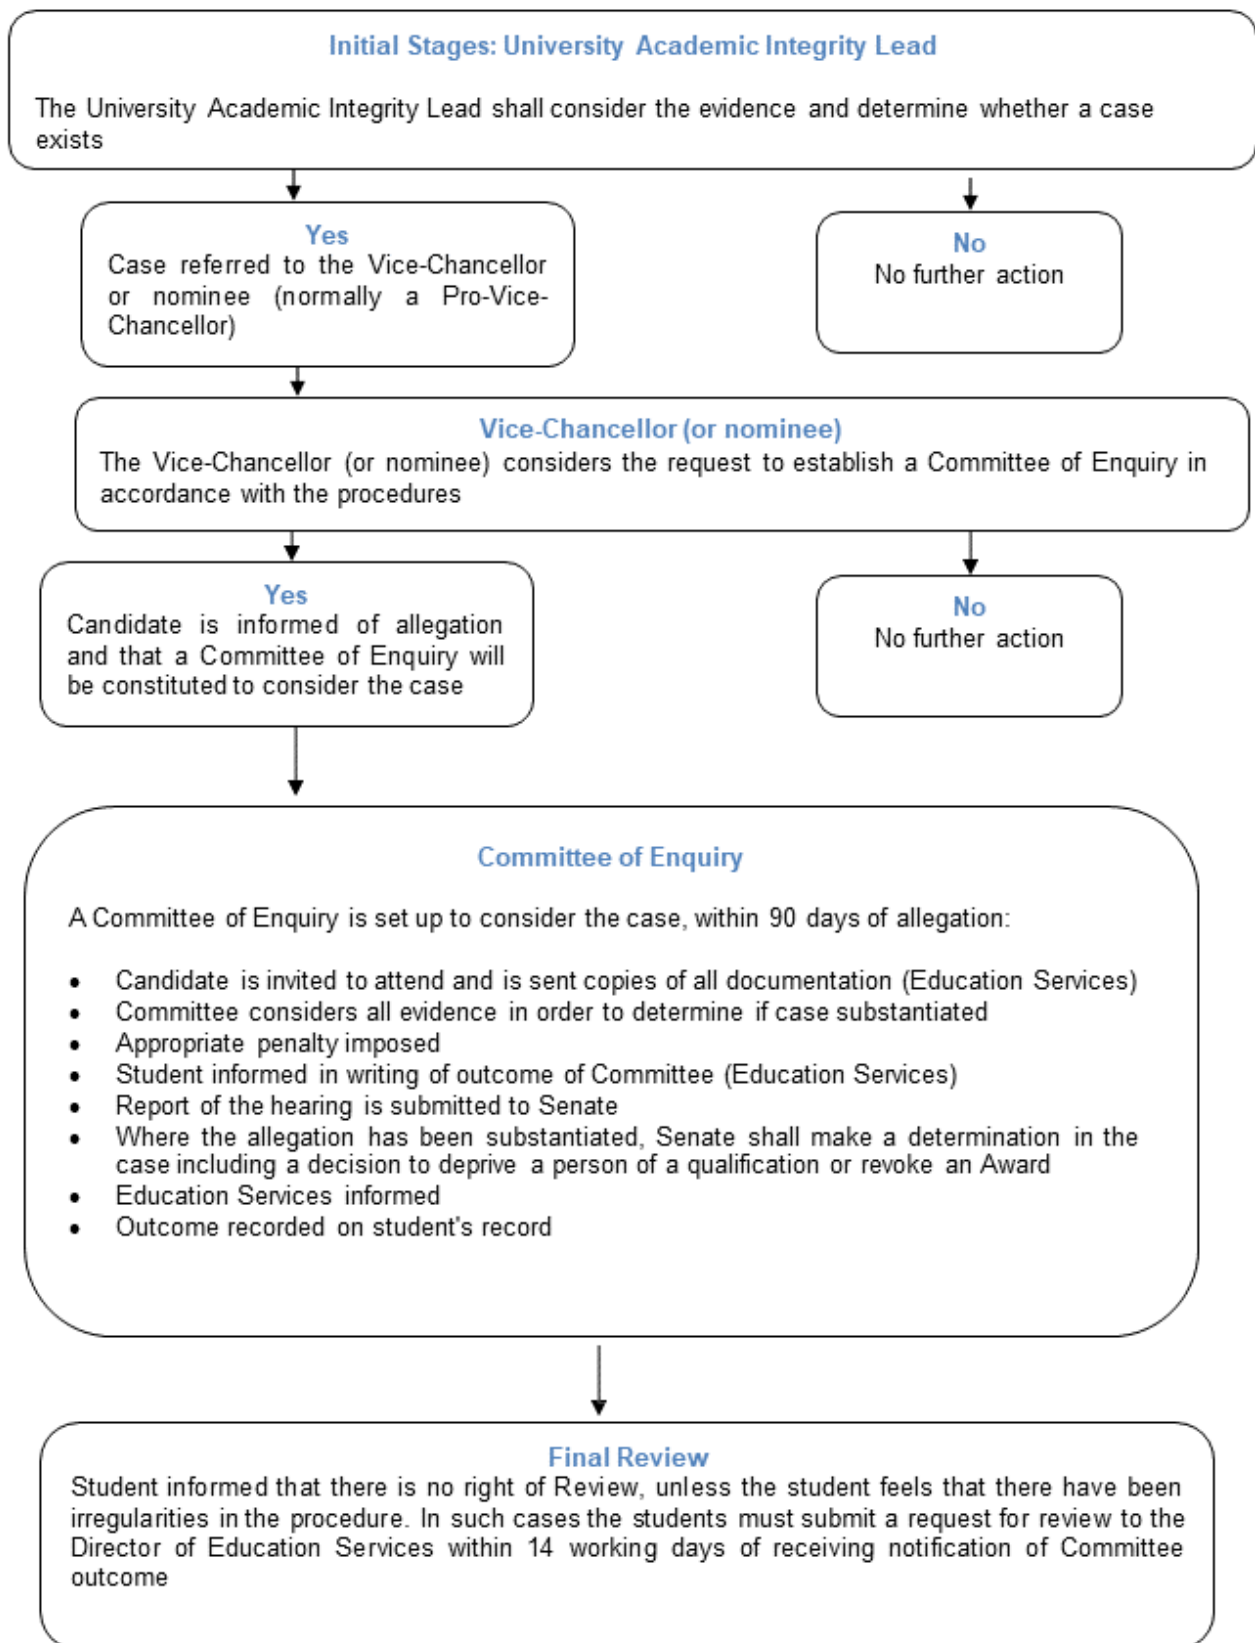 Initial Stages: University Academic Integrity Lead
The University Academic Integrity Lead shall consider the evidence and determine whether a case
exists
Yes
Case referred to the Vice-Chancellor
or nominee (normally a Pro-Vice-
Chancellor)
No
No further action
Vice-Chancellor (or nominee)
The Vice-Chancellor (or nominee) considers the request to establish a Committee of Enquiry in
accordance with the procedures
Yes
Candidate is informed of allegation
and that a Committee of Enquiry will
be constituted to consider the case
No
No further action
Committee of Enquiry
A Committee of Enquiry is set up to consider the case, within 90 days of allegation:
• Candidate is invited to attend and is sent copies of all documentation (Education Services)
• Committee considers all evidence in order to determine if case substantiated
• Appropriate penalty imposed
• Student informed in writing of outcome of Committee (Education Services)
• Report of the hearing is submitted to Senate
• Where the allegation has been substantiated, Senate shall make a determination in the
case including a decision to deprive a person of a qualification or revoke an Award
• Education Services informed
• Outcome recorded on student's record
Final Review
Student informed that there is no right of Review, unless the student feels that there have been
irregularities in the procedure. In such cases the students must submit a request for review to the
Director of Education Services within 14 working days of receiving notification of Committee
outcome